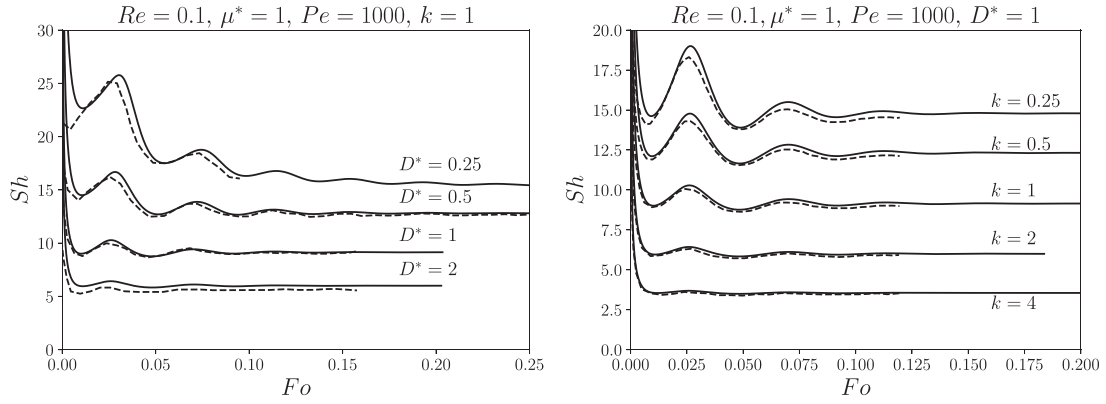 Re = 0.1, μ* = 1, Pe = 1000, k = 1
30
25
20
15
10
5
0
Sh
D* = 0.25
D* = 0.5
D* = 1
D* = 2
0.00 0.05 0.10 0.15 0.20 0.25
Fo
Re = 0.1, μ* = 1, Pe = 1000, D* = 1
20.0
17.5
15.0
12.5
10.0
7.5
5.0
2.5
0.0
Sh
k = 0.25
k = 0.5
k = 1
k = 2
k = 4
0.000 0.025 0.050 0.075 0.100 0.125 0.150 0.175 0.200
Fo